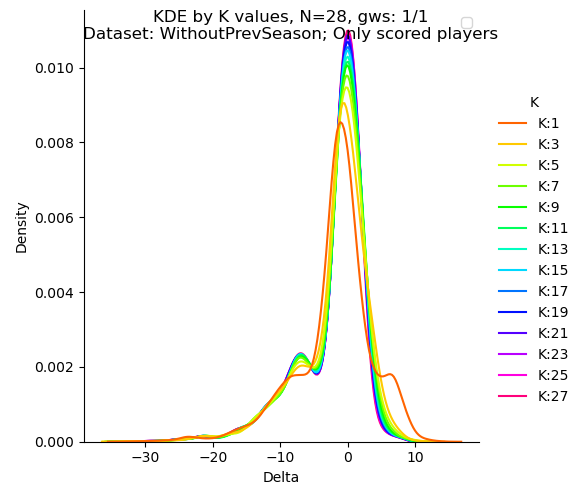 KDE by K values, N=28, gws: 1/1
Dataset: WithoutPrevSeason; Only scored players
0.010
0.008
0.006
0.004
0.002
0.000
Density
−30
−20
−10
0
10
Delta
K
K:1
K:3
K:5
K:7
K:9
K:11
K:13
K:15
K:17
K:19
K:21
K:23
K:25
K:27